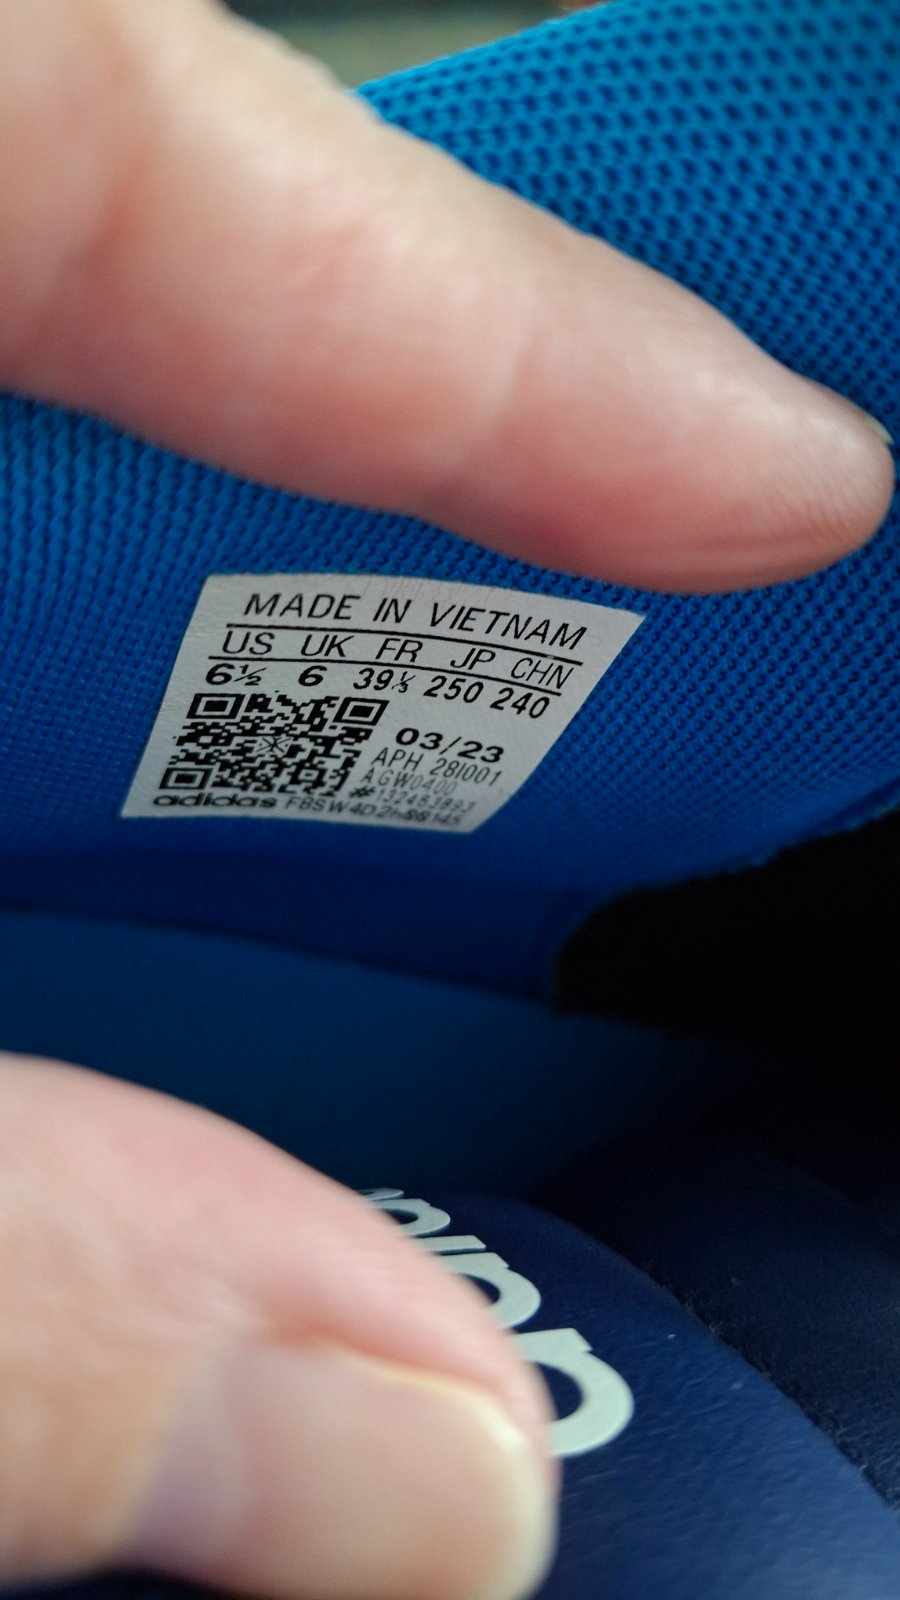 MADE IN VIETNAM
US UK FR JP CHN
6½ 6 39⅓ 250 240
03/23
APH 28I001
AGW0400
#132453993
adidas